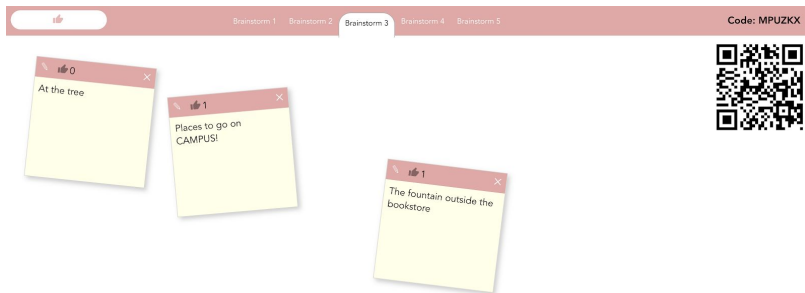 Brainstorm 1 Brainstorm 2 Brainstorm 3 Brainstorm 4 Brainstorm 5 Code: MPUZKX
0
At the tree
1
Places to go on
CAMPUS!
1
The fountain outside the
bookstore